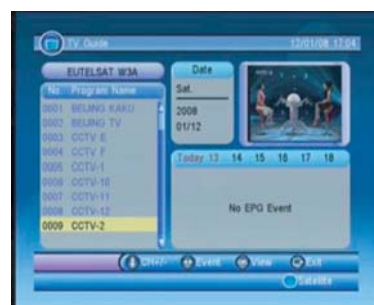 TV Guide 12/01/08 17:04
EUTELSAT W3A
No. Program Name
0001 BEIJING KAKU
0002 BEIJING TV
0003 CCTV E
0004 CCTV F
0005 CCTV-1
0006 CCTV-10
0007 CCTV-11
0008 CCTV-12
0009 CCTV-2
Date
Sat.
2008
01/12
Today 13 14 15 16 17 18
No EPG Event
CH+/- Event View Exit
Satellite